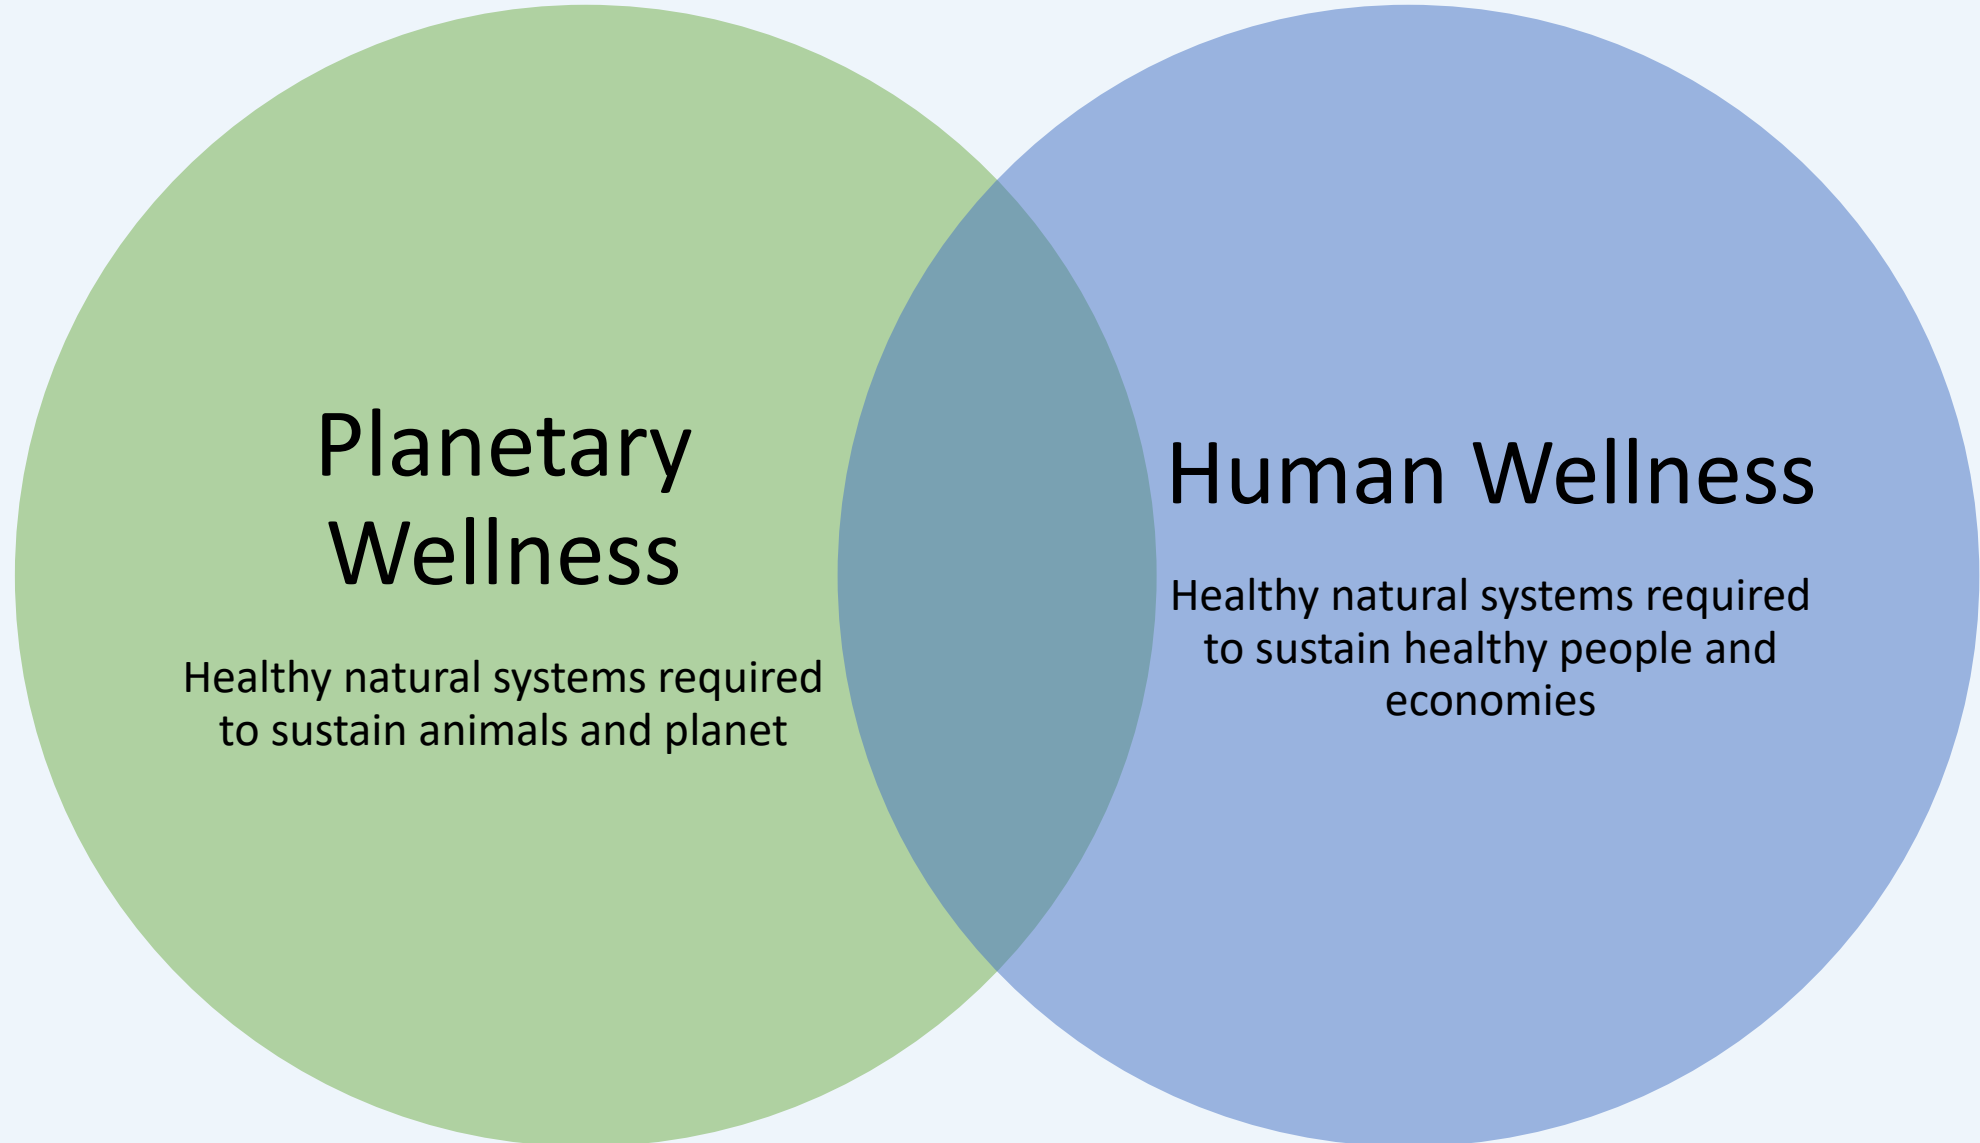 Planetary
Wellness
Healthy natural systems required
to sustain animals and planet
Human Wellness
Healthy natural systems required
to sustain healthy people and
economies